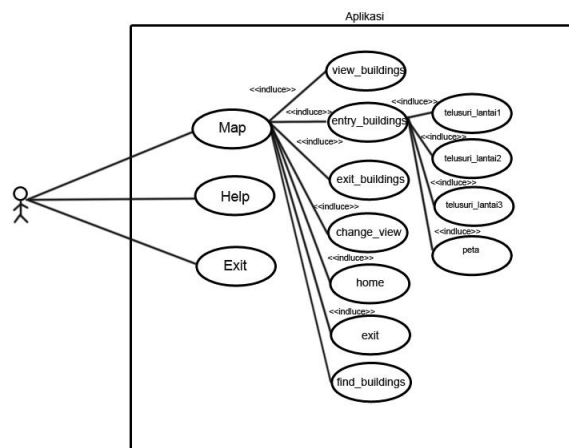 Aplikasi
view_buildings
<<indluce>>
<<indluce>>
entry_buildings
<<indluce>>
telusuri_lantai1
Map
<<indluce>>
<<indluce>>
telusuri_lantai2
exit_buildings
<<indluce>>
telusuri_lantai3
Help
<<indluce>>
change_view
<<indluce>>
peta
<<indluce>>
Exit
home
<<indluce>>
exit
find_buildings